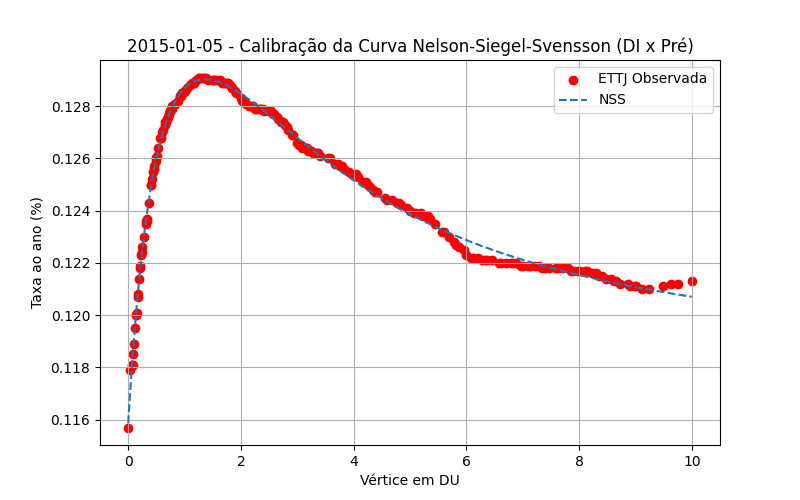 2015-01-05 - Calibração da Curva Nelson-Siegel-Svensson (DI x Pré)
ETTJ Observada
NSS
Taxa ao ano (%)
0.128
0.126
0.124
0.122
0.120
0.118
0.116
0 2 4 6 8 10
Vértice em DU